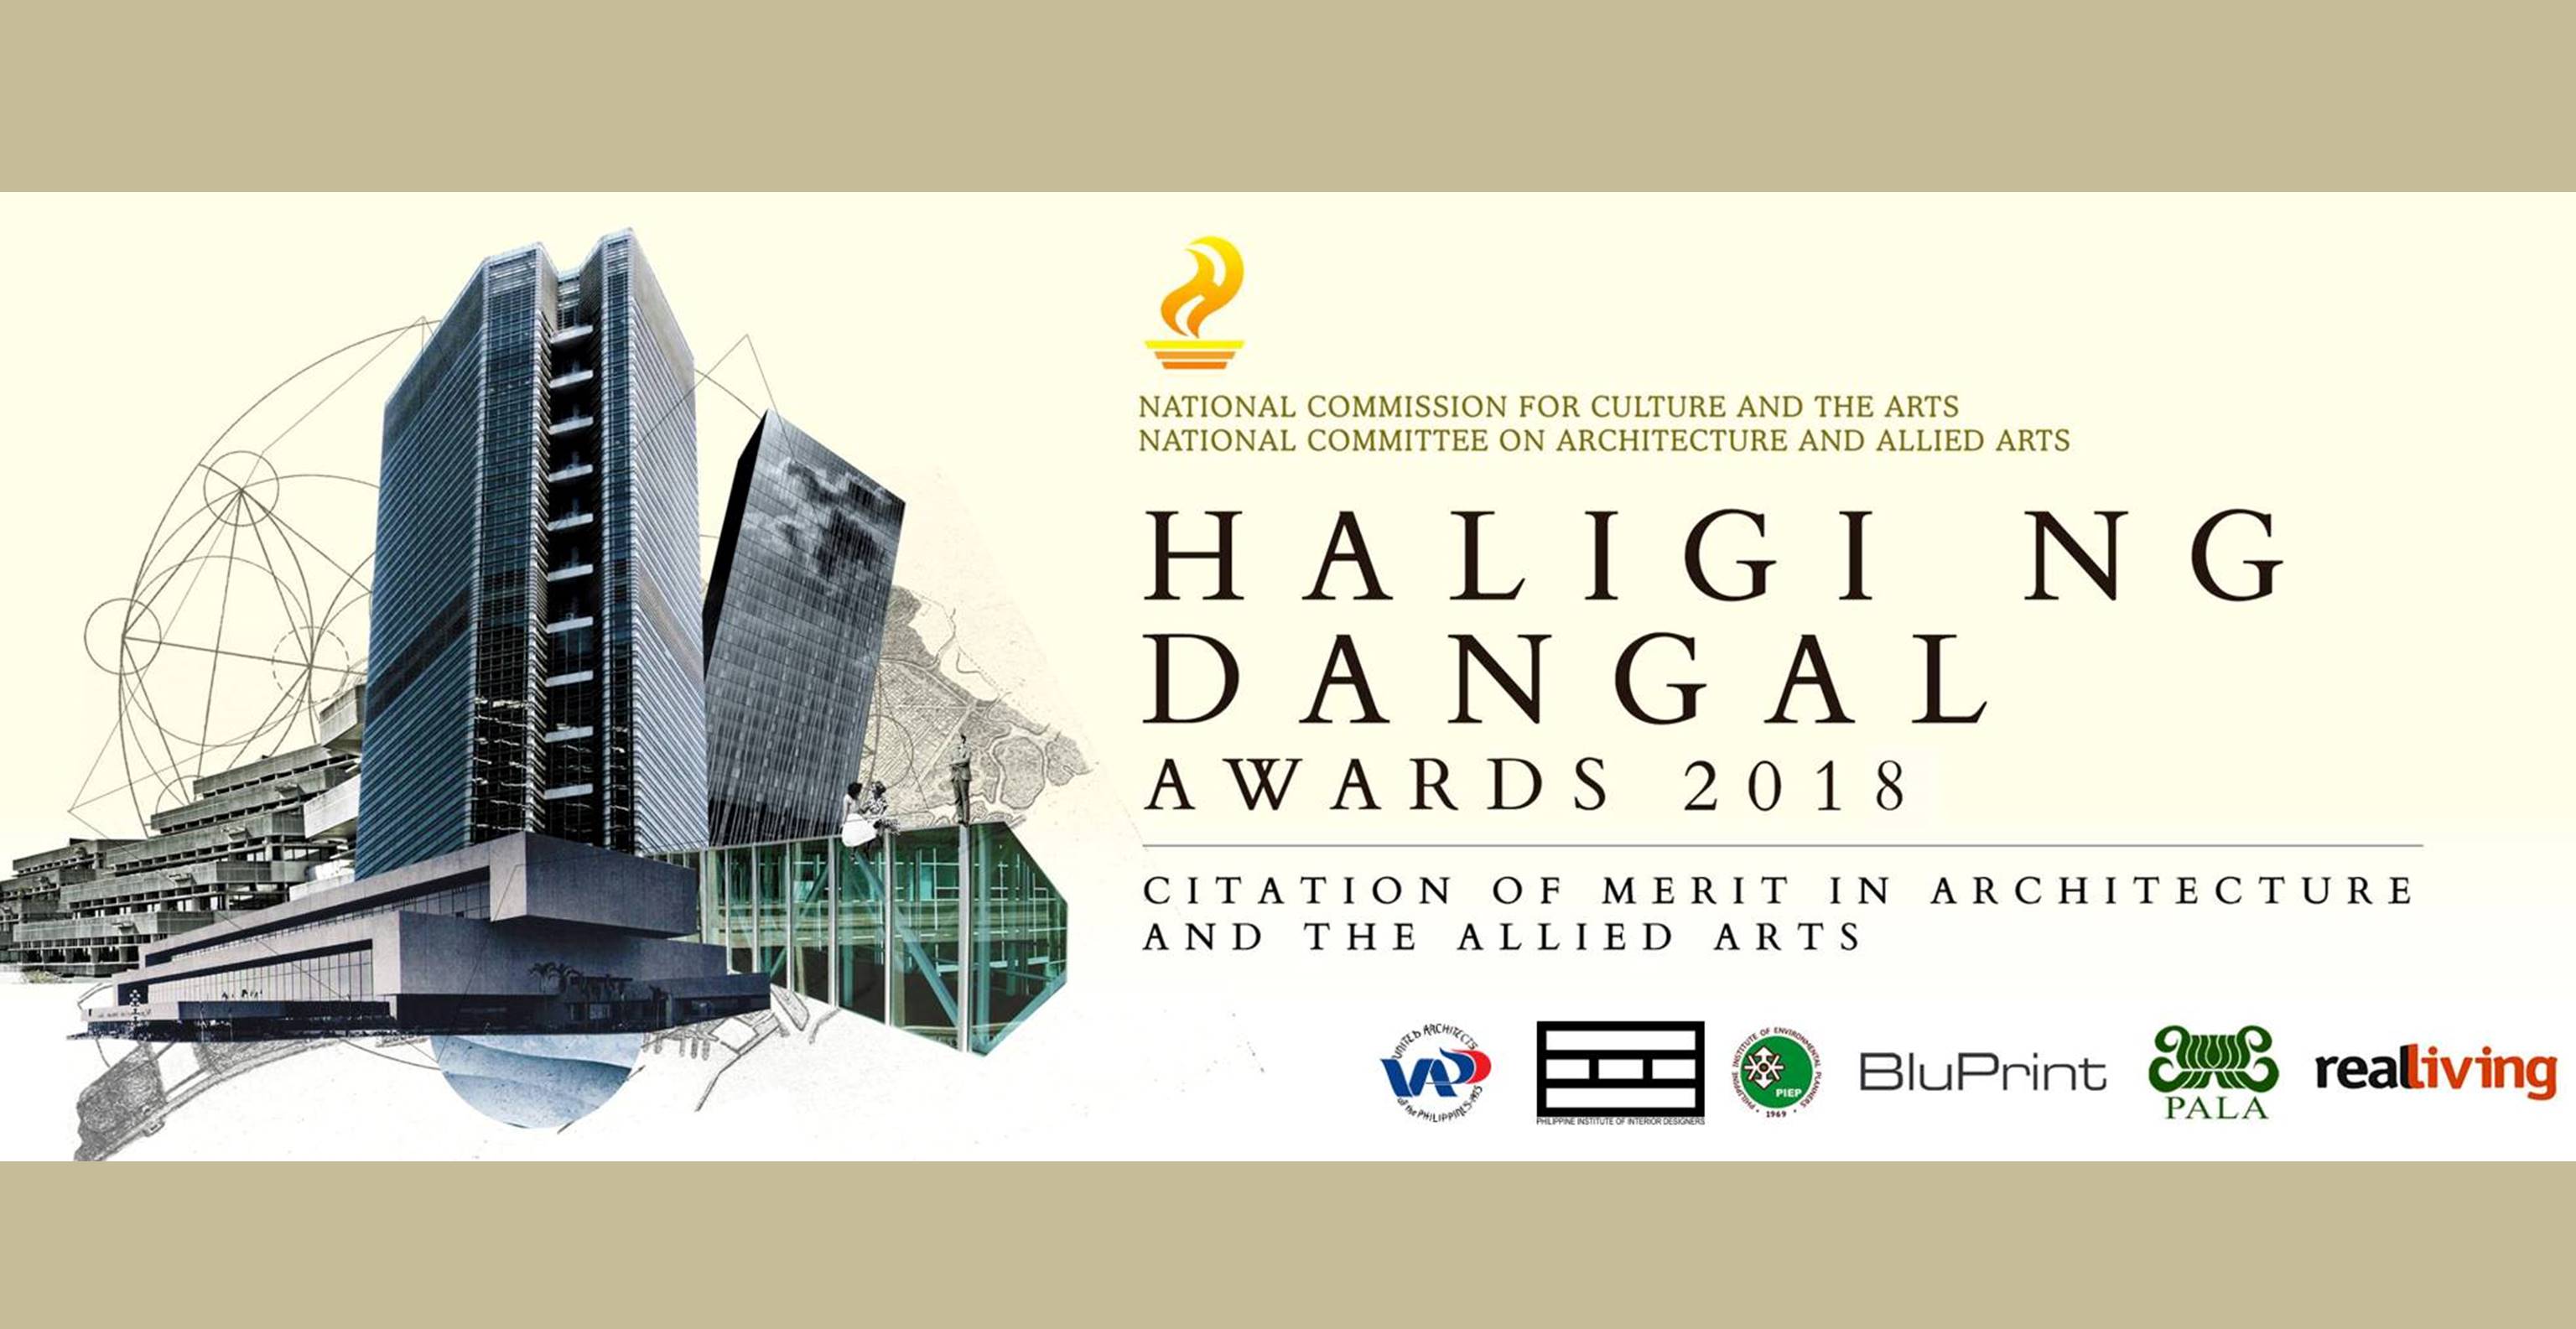 NATIONAL COMMISSION FOR CULTURE AND THE ARTS
NATIONAL COMMITTEE ON ARCHITECTURE AND ALLIED ARTS
HALIGI NG
DANGAL
AWARDS 2018
CITATION OF MERIT IN ARCHITECTURE
AND THE ALLIED ARTS
UNITED ARCHITECTS
UAP
of the PHILIPPINES
PHILIPPINE INSTITUTE OF INTERIOR DESIGNERS
PHILIPPINE INSTITUTE OF ENVIRONMENTAL PLANNERS
PIEP
1969
BluPrint
PALA
realliving